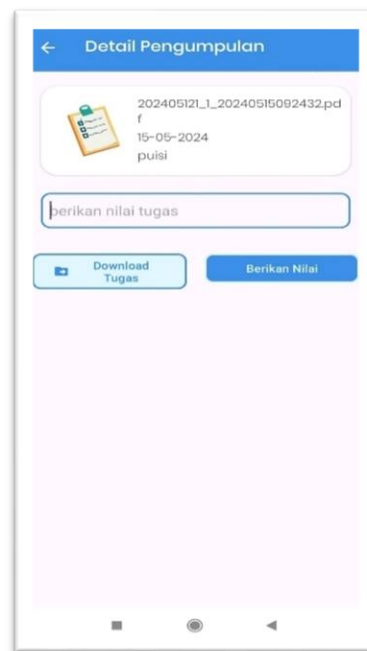 Detail Pengumpulan
202405121_1_20240515092432.pd
f
15-05-2024
puisi
berikan nilai tugas
Download
Tugas
Berikan Nilai